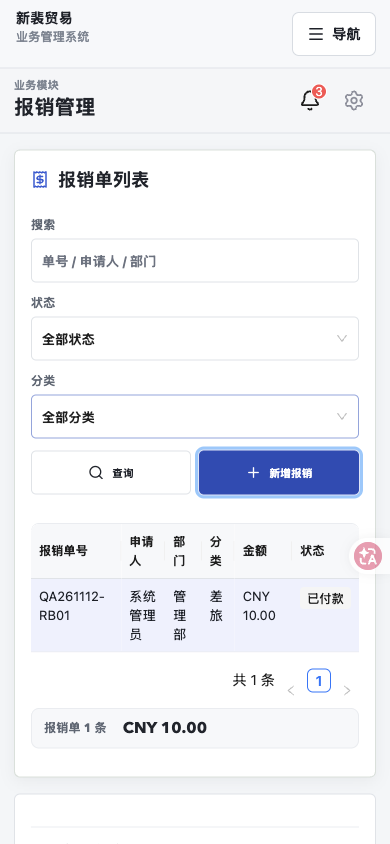 新裴贸易
业务管理系统
导航
业务模块
报销管理
3
报销单列表
搜索
单号 / 申请人 / 部门
状态
全部状态
分类
全部分类
查询
新增报销
报销单号 申请人 部门 分类 金额 状态
QA261112-RB01 系统管理员 管理部 差旅 CNY 10.00 已付款
共 1 条 1
报销单 1 条 CNY 10.00